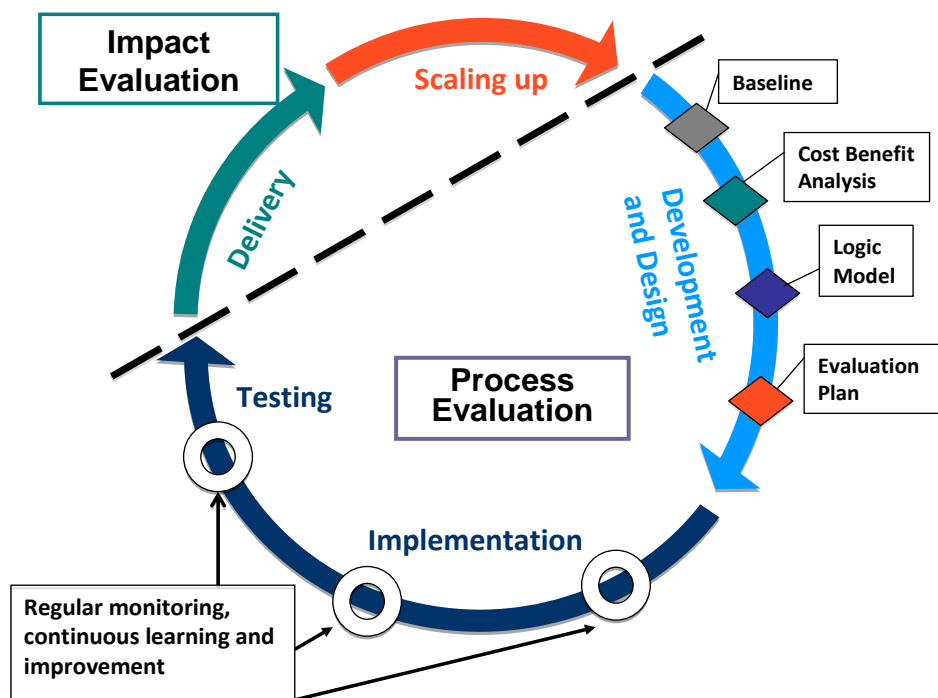 Impact
Evaluation
Scaling up
Baseline
Cost Benefit
Analysis
Delivery
Development
and Design
Logic
Model
Process
Evaluation
Evaluation
Plan
Testing
Implementation
Regular monitoring,
continuous learning and
improvement